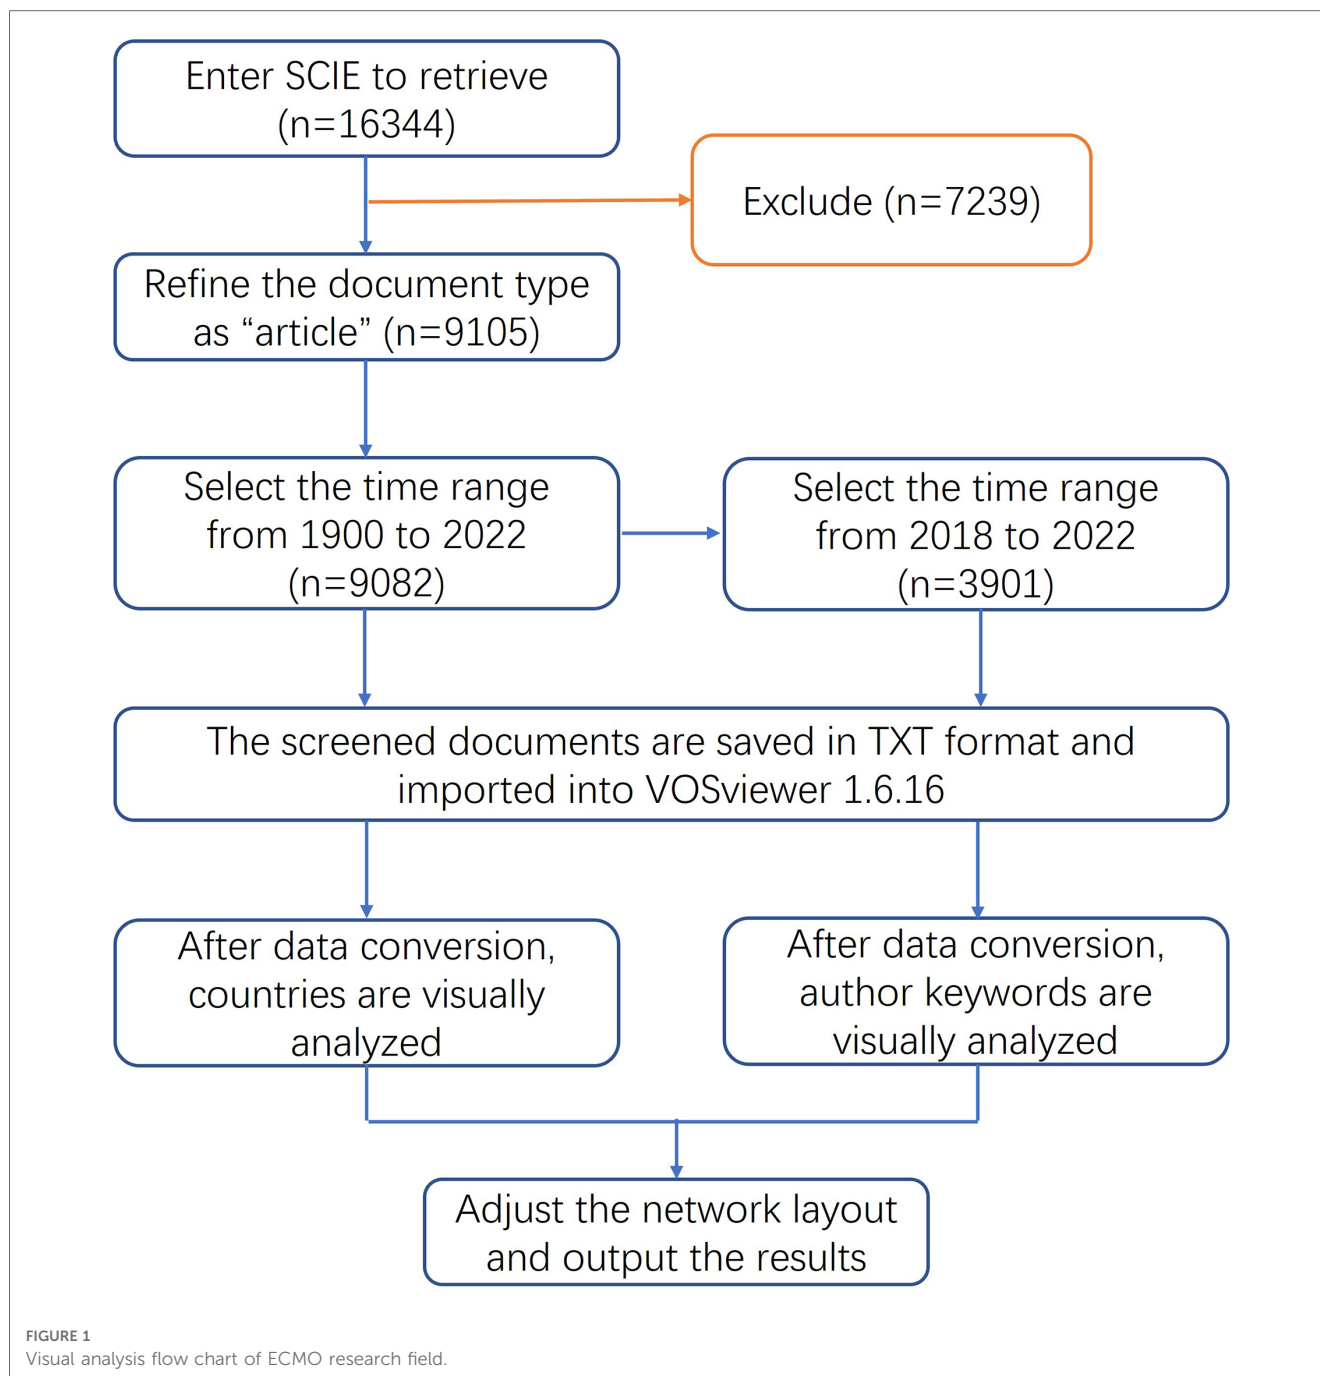 Enter SCIE to retrieve
(n=16344)
Exclude (n=7239)
Refine the document type
as “article” (n=9105)
Select the time range
from 1900 to 2022
(n=9082)
Select the time range
from 2018 to 2022
(n=3901)
The screened documents are saved in TXT format and
imported into VOSviewer 1.6.16
After data conversion,
countries are visually
analyzed
After data conversion,
author keywords are
visually analyzed
Adjust the network layout
and output the results
FIGURE 1
Visual analysis flow chart of ECMO research field.